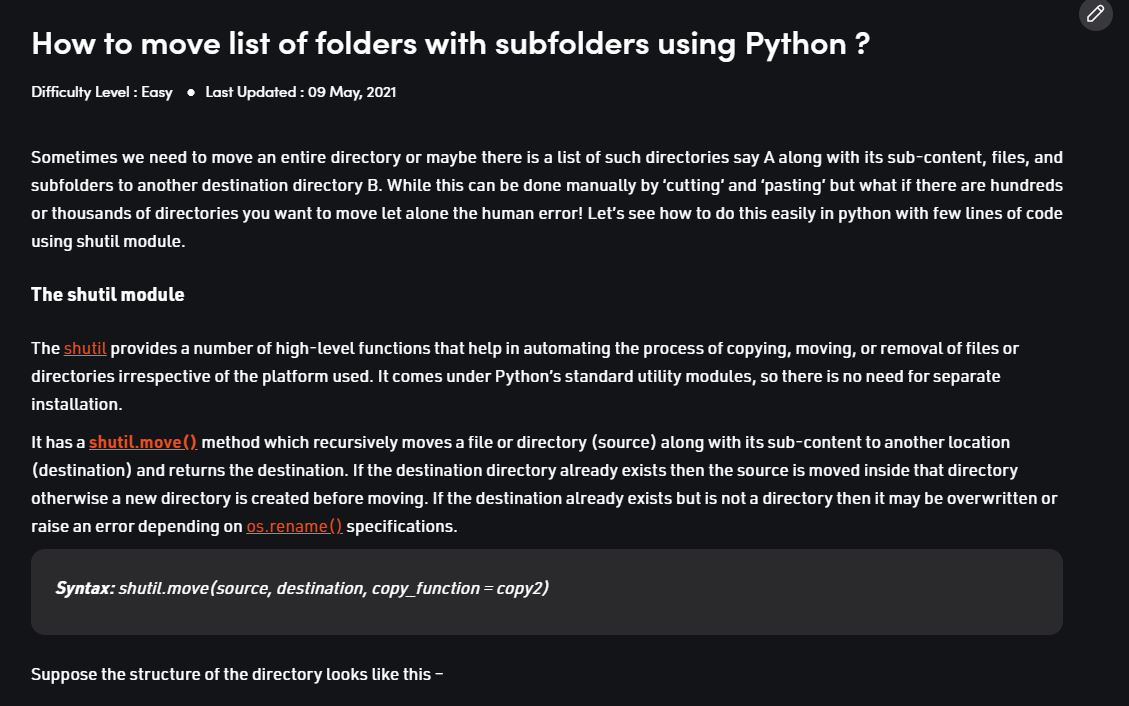 How to move list of folders with subfolders using Python ?
Difficulty Level : Easy ● Last Updated : 09 May, 2021
Sometimes we need to move an entire directory or maybe there is a list of such directories say A along with its sub-content, files, and
subfolders to another destination directory B. While this can be done manually by ‘cutting’ and ‘pasting’ but what if there are hundreds
or thousands of directories you want to move let alone the human error! Let’s see how to do this easily in python with few lines of code
using shutil module.
The shutil module
The shutil provides a number of high-level functions that help in automating the process of copying, moving, or removal of files or
directories irrespective of the platform used. It comes under Python’s standard utility modules, so there is no need for separate
installation.
It has a shutil.move() method which recursively moves a file or directory (source) along with its sub-content to another location
(destination) and returns the destination. If the destination directory already exists then the source is moved inside that directory
otherwise a new directory is created before moving. If the destination already exists but is not a directory then it may be overwritten or
raise an error depending on os.rename() specifications.
Syntax: shutil.move(source, destination, copy_function = copy2)
Suppose the structure of the directory looks like this –